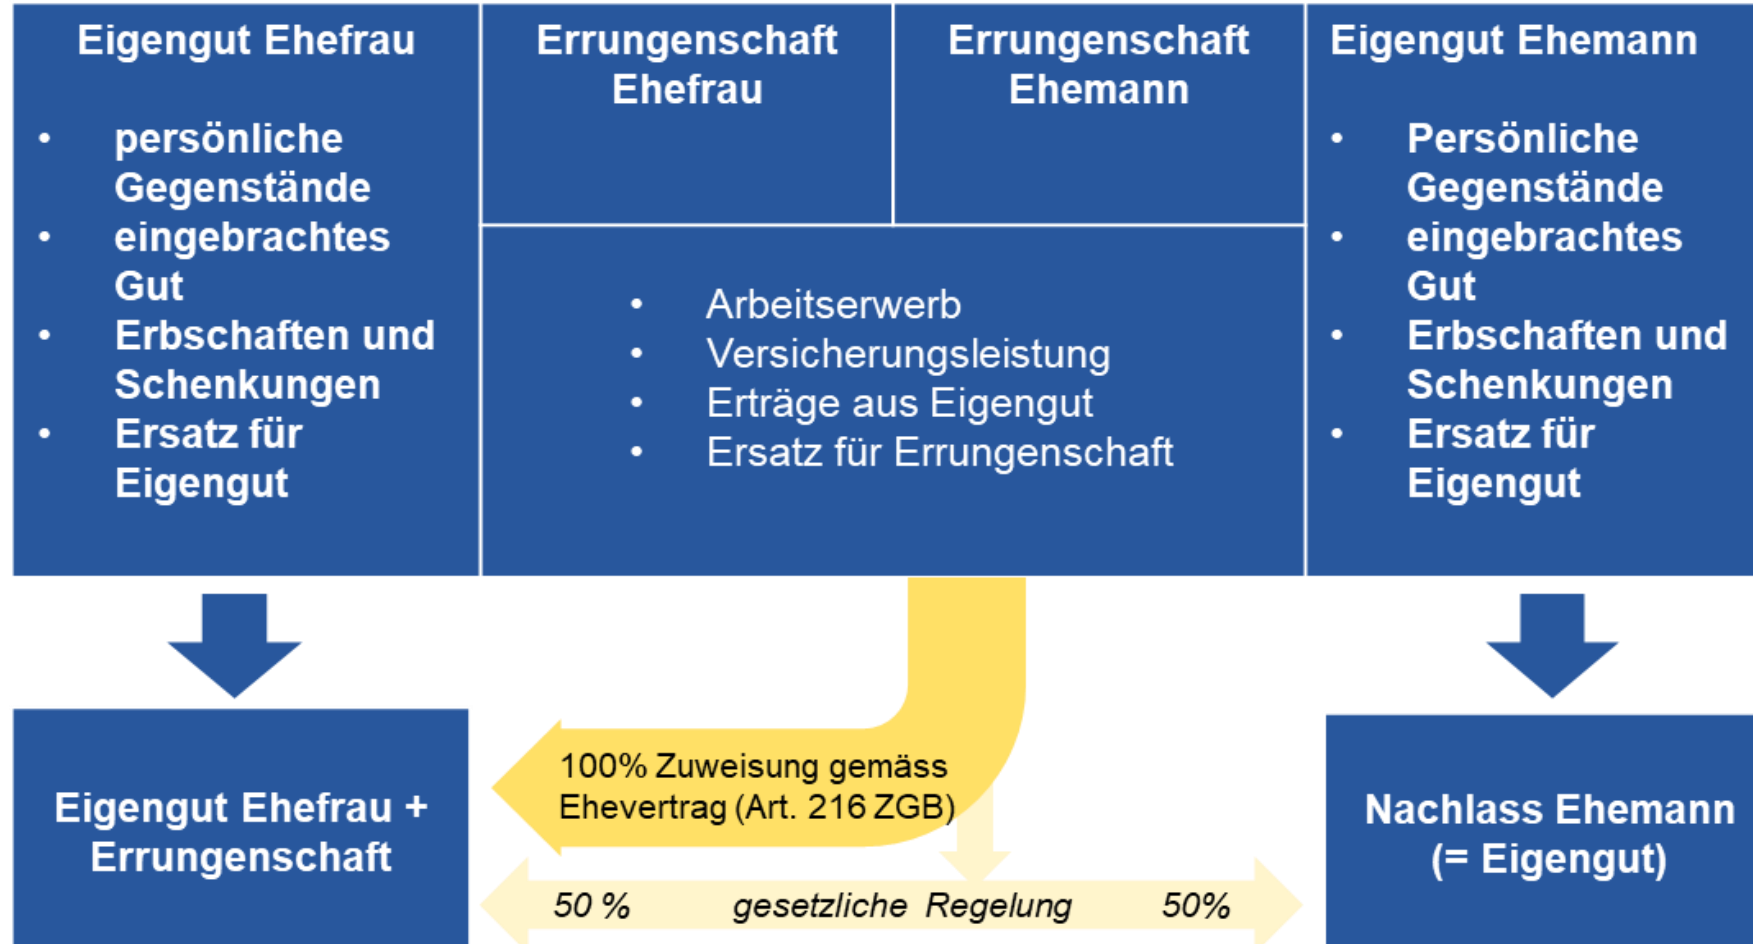 Eigengut Ehefrau
• persönliche
Gegenstände
• eingebrachtes
Gut
• Erbschaften und
Schenkungen
• Ersatz für
Eigengut
Errungenschaft
Ehefrau
Errungenschaft
Ehemann
• Arbeitserwerb
• Versicherungsleistung
• Erträge aus Eigengut
• Ersatz für Errungenschaft
Eigengut Ehemann
• Persönliche
Gegenstände
• eingebrachtes
Gut
• Erbschaften und
Schenkungen
• Ersatz für
Eigengut
Eigengut Ehefrau +
Errungenschaft
100% Zuweisung gemäss
Ehevertrag (Art. 216 ZGB)
50 % gesetzliche Regelung 50%
Nachlass Ehemann
(= Eigengut)